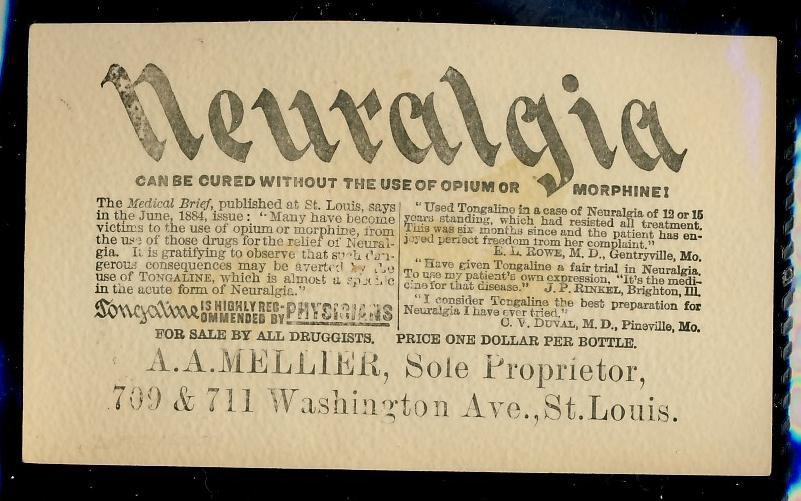 Neuralgia
CAN BE CURED WITHOUT THE USE OF OPIUM OR MORPHINE!
The Medical Brief, published at St. Louis, says
in the June, 1884, issue: "Many have become
victims to the use of opium or morphine, from
the use of those drugs for the relief of Neural-
gia. It is gratifying to observe that such dan-
gerous consequences may be averted by the
use of TONGALINE, which is almost a specific
in the acute form of Neuralgia."
Tongaline IS HIGHLY REC-
OMMENDED BY PHYSICIANS
"Used Tongaline in a case of Neuralgia of 12 or 15
years standing, which had resisted all treatment.
This was six months since and the patient has en-
joyed perfect freedom from her complaint."
E. L. ROWE, M. D., Gentryville, Mo.
"Have given Tongaline a fair trial in Neuralgia.
To use my patient's own expression, "It's the medi-
cine for that disease." J. P. RINKEL, Brighton, Ill.
"I consider Tongaline the best preparation for
Neuralgia I have ever tried."
C. V. DUVAL, M. D., Pineville, Mo.
FOR SALE BY ALL DRUGGISTS. PRICE ONE DOLLAR PER BOTTLE.
A. A. MELLIER, Sole Proprietor,
709 & 711 Washington Ave., St. Louis.